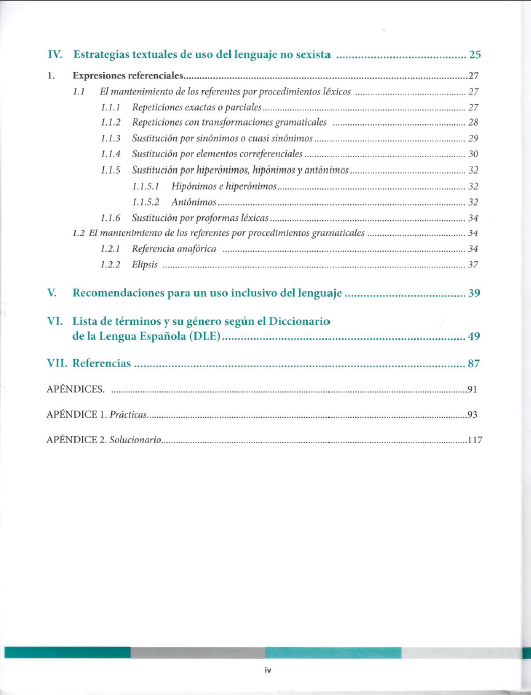 IV. Estrategias textuales de uso del lenguaje no sexista ........................................ 25
1. Expresiones referenciales........................................27
1.1 El mantenimiento de los referentes por procedimientos léxicos ........................................ 27
1.1.1 Repeticiones exactas o parciales........................................ 27
1.1.2 Repeticiones con transformaciones gramaticales ........................................ 28
1.1.3 Sustitución por sinónimos o cuasi sinónimos........................................ 29
1.1.4 Sustitución por elementos correferenciales........................................ 30
1.1.5 Sustitución por hiperónimos, hipónimos y antónimos........................................ 32
1.1.5.1 Hipónimos e hiperónimos........................................ 32
1.1.5.2 Antónimos........................................ 32
1.1.6 Sustitución por proformas léxicas........................................ 34
1.2 El mantenimiento de los referentes por procedimientos gramaticales ........................................ 34
1.2.1 Referencia anafórica ........................................ 34
1.2.2 Elipsis ........................................ 37
V. Recomendaciones para un uso inclusivo del lenguaje ........................................ 39
VI. Lista de términos y su género según el Diccionario
de la Lengua Española (DLE)........................................ 49
VII. Referencias ........................................ 87
APÉNDICES. ........................................91
APÉNDICE 1. Prácticas........................................93
APÉNDICE 2. Solucionario........................................117
iv